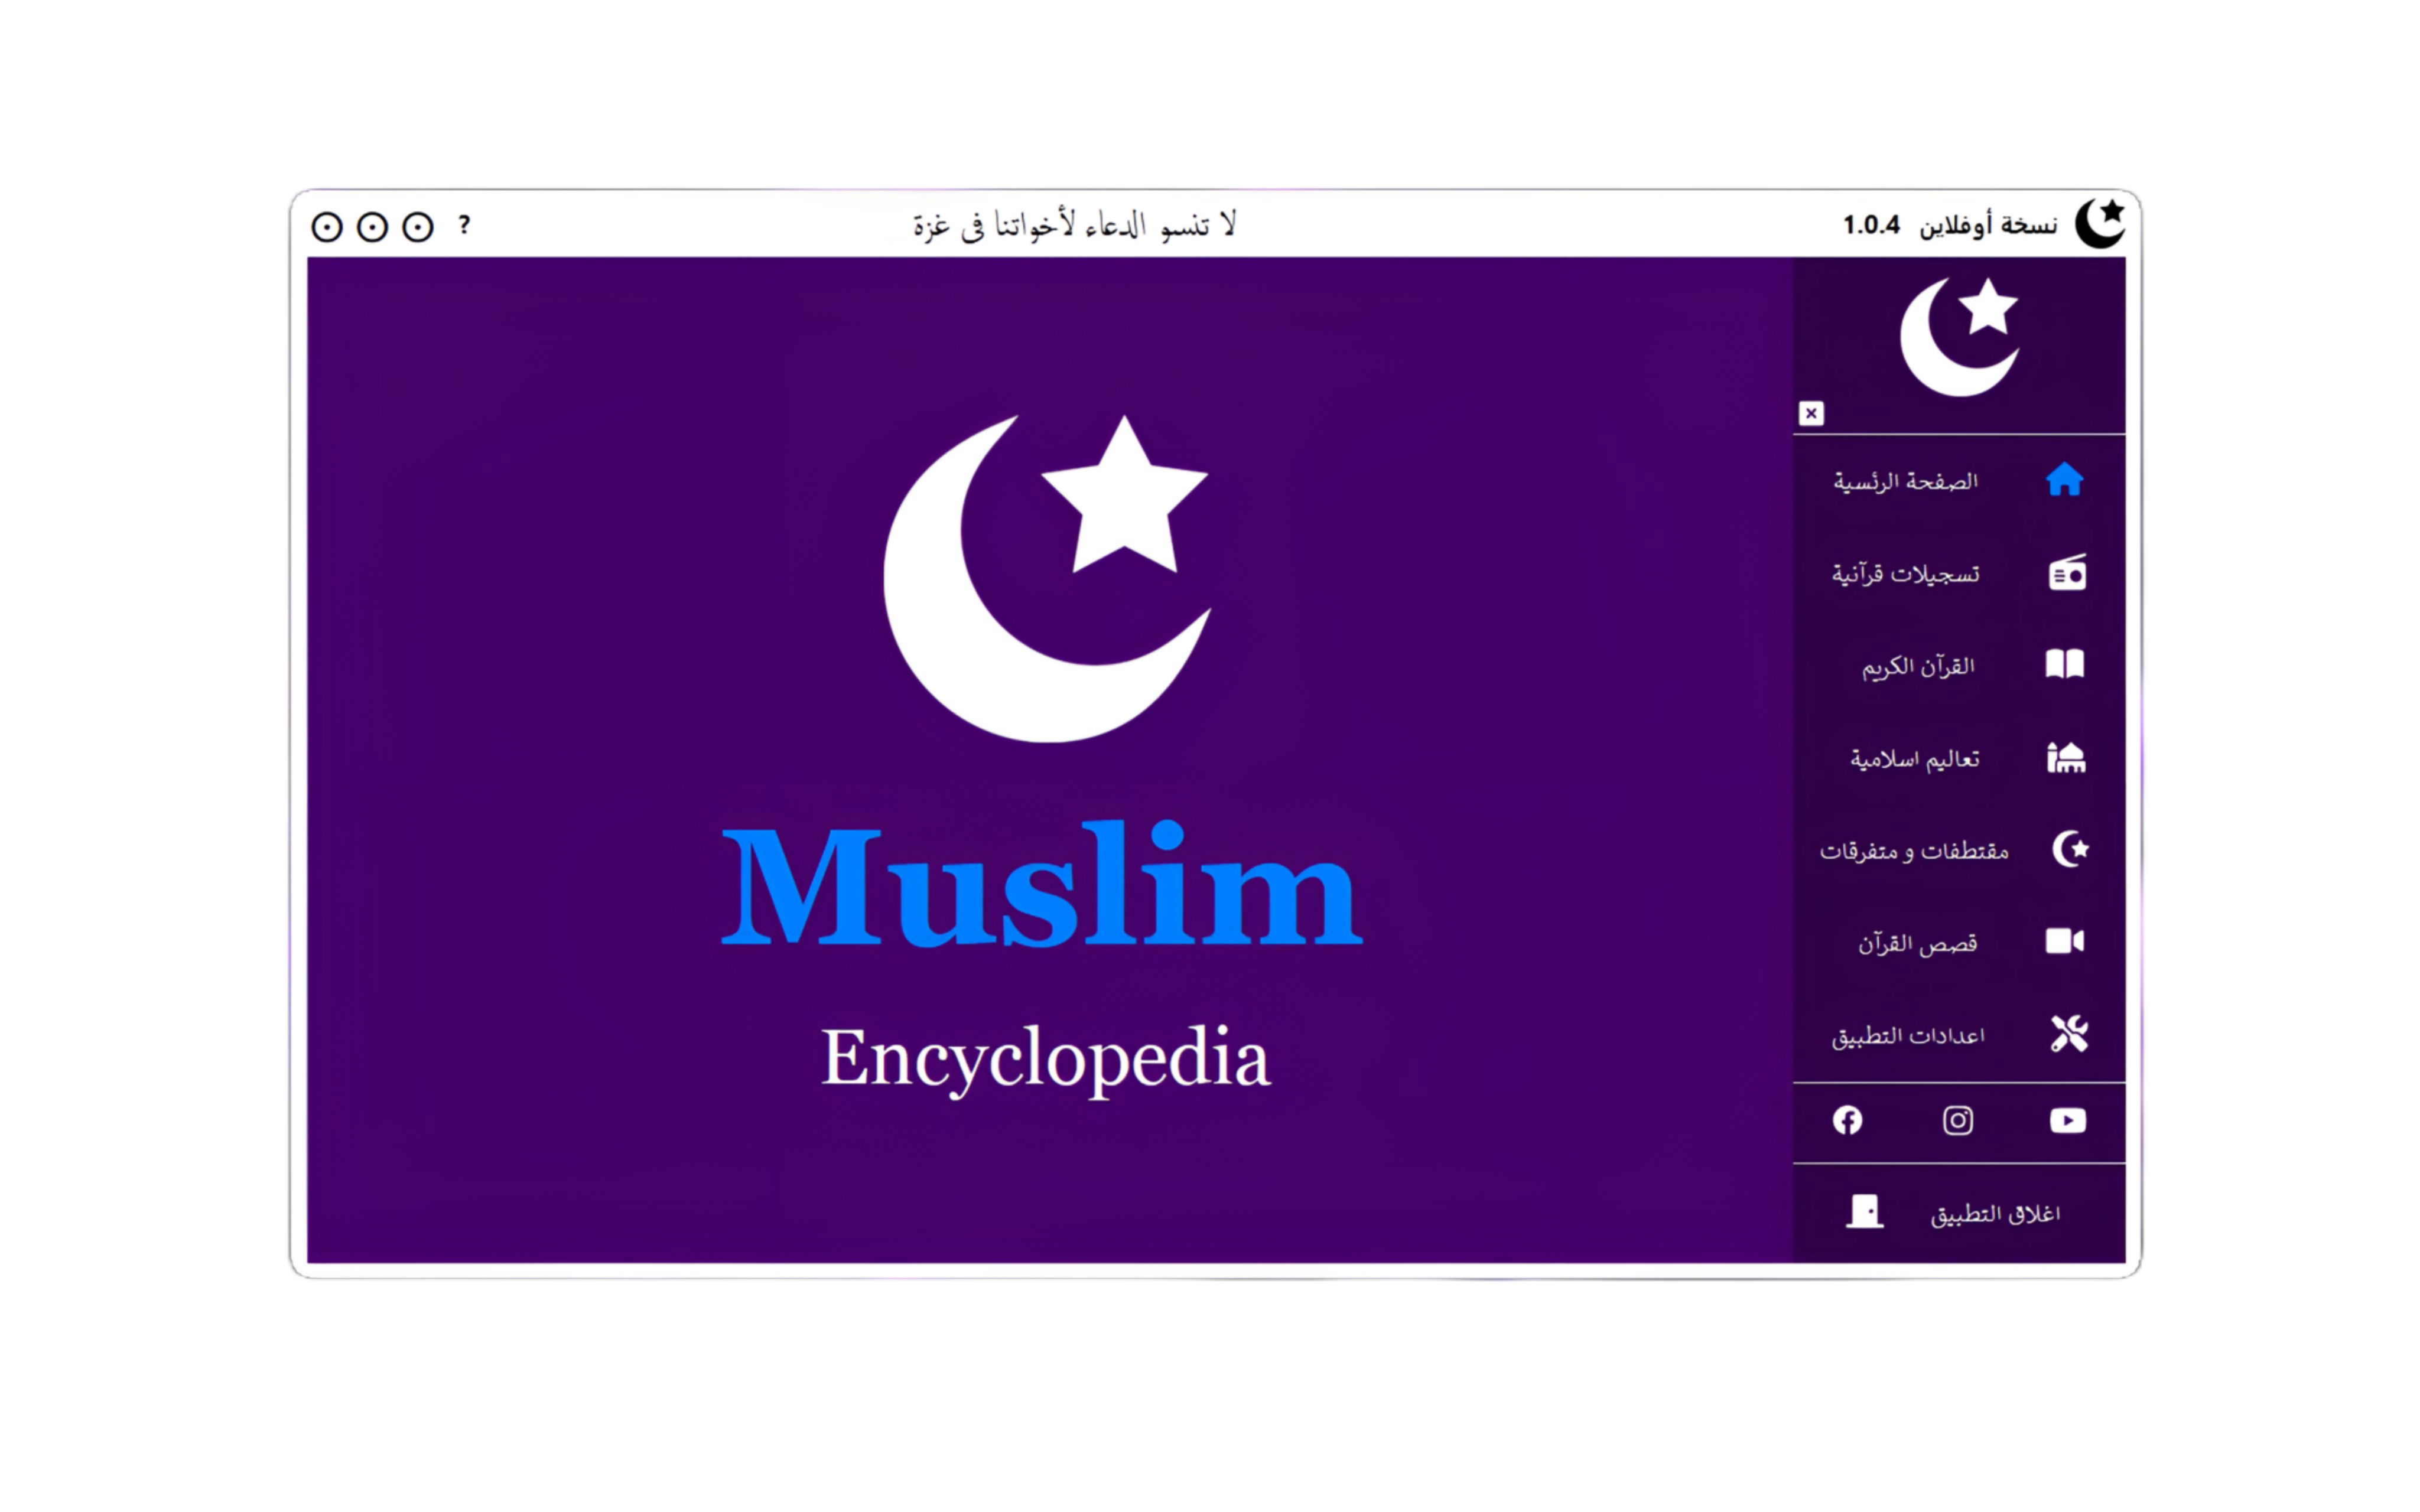 نسخة أوفلاين 1.0.4
لا تنسو الدعاء لأخواتنا في غزة
?
Muslim
Encyclopedia
الصفحة الرئسية
تسجيلات قرآنية
القرآن الكريم
تعاليم اسلامية
مقتطفات و متفرقات
قصص القرآن
اعدادات التطبيق
اغلاق التطبيق